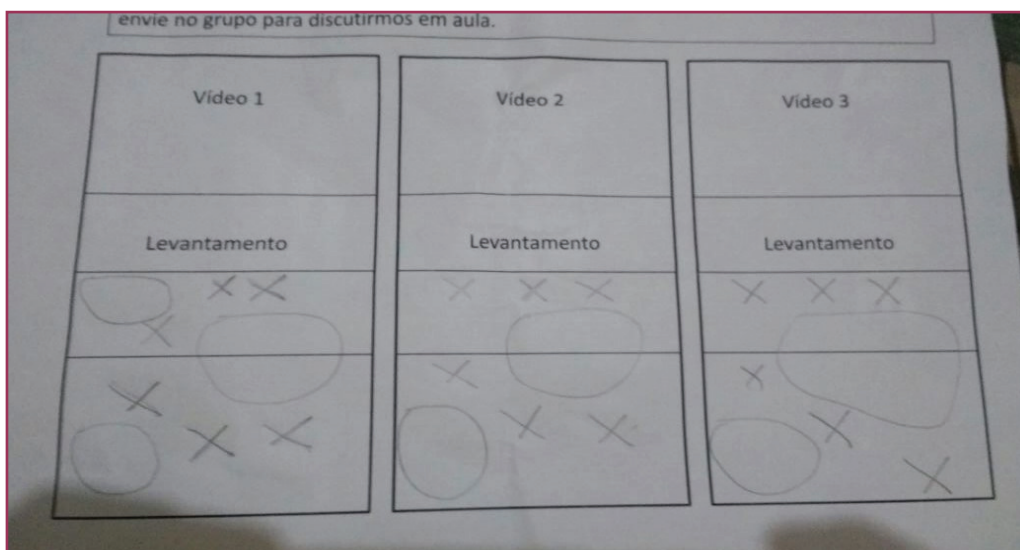 envie no grupo para discutirmos em aula.
Vídeo 1
Vídeo 2
Vídeo 3
Levantamento
Levantamento
Levantamento